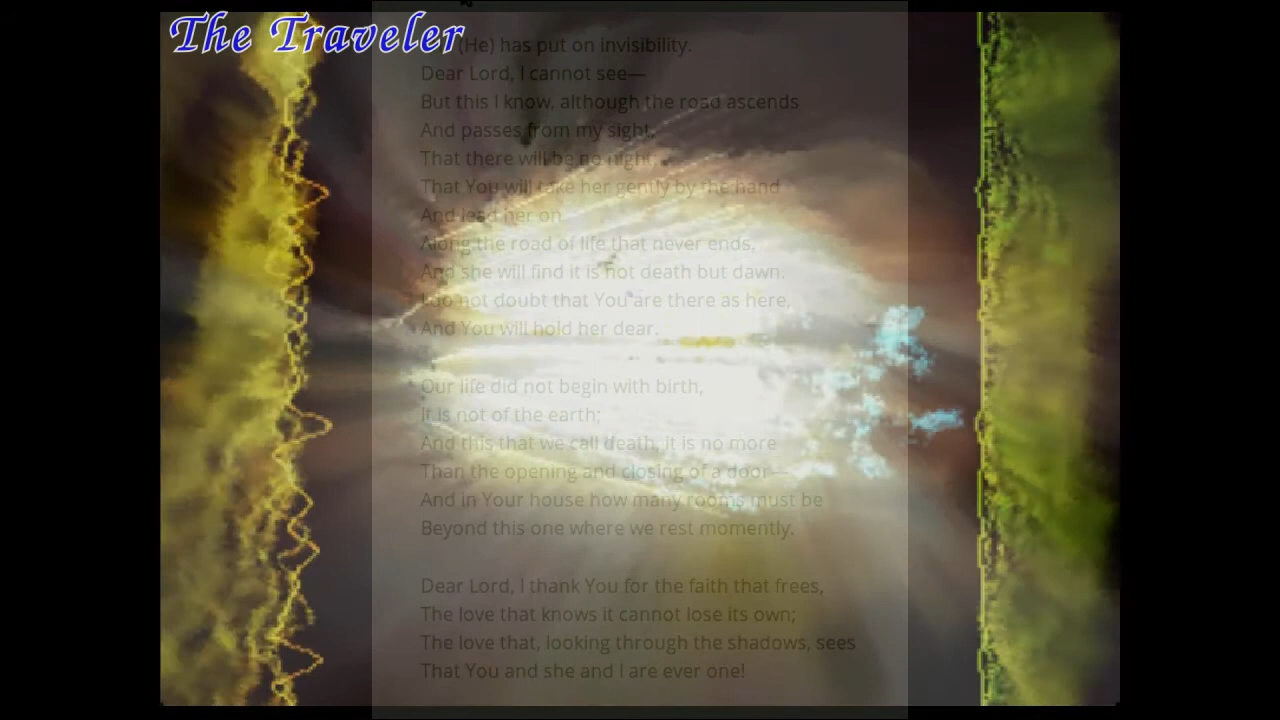 The Traveler
(He) has put on invisibility.
Dear Lord, I cannot see—
But this I know, although the road ascends
And passes from my sight,
That there will be no night;
That You will take her gently by the hand
And lead her on
Along the road of life that never ends,
And she will find it is not death but dawn.
I do not doubt that You are there as here,
And You will hold her dear.
Our life did not begin with birth,
It is not of the earth;
And this that we call death, it is no more
Than the opening and closing of a door—
And in Your house how many rooms must be
Beyond this one where we rest momently.
Dear Lord, I thank You for the faith that frees,
The love that knows it cannot lose its own;
The love that, looking through the shadows, sees
That You and she and I are ever one!